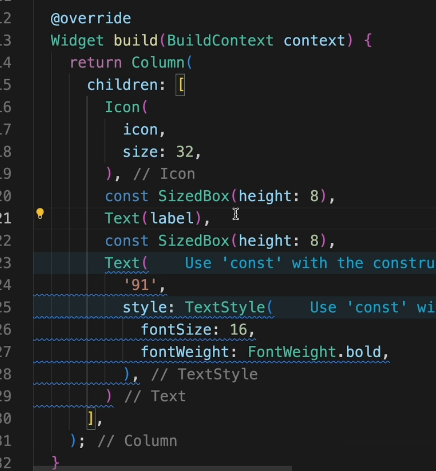 12 @override
13 Widget build(BuildContext context) {
14 return Column(
15 children: [
16 Icon(
17 icon,
18 size: 32,
19 ), // Icon
20 const SizedBox(height: 8),
21 Text(label),
22 const SizedBox(height: 8),
23 Text( Use 'const' with the constru
24 '91',
25 style: TextStyle( Use 'const' wi
26 fontSize: 16,
27 fontWeight: FontWeight.bold,
28 ), // TextStyle
29 ) // Text
30 ],
31 ); // Column
32 }